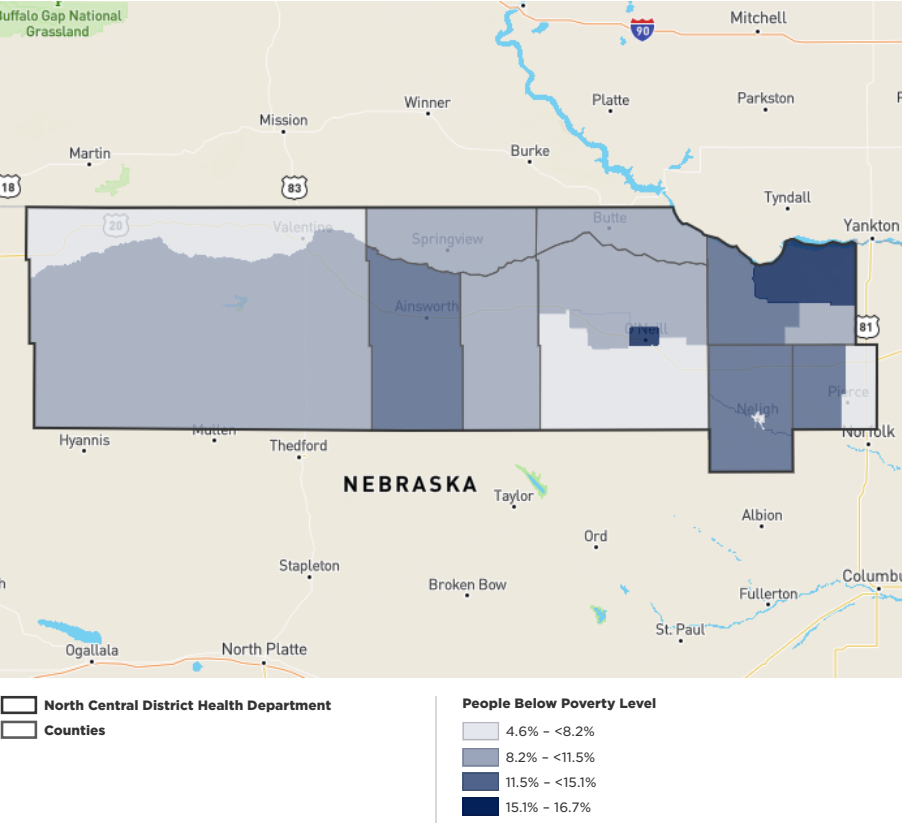 Buffalo Gap National
Grassland
Mitchell
90
Winner
Platte
Parkston
Mission
Martin
Burke
18
83
Tyndall
Butte
20
Valentine
Springview
Yankton
Ainsworth
O'Neill
81
Pierce
Neligh
Hyannis
Mullen
Thedford
Norfolk
NEBRASKA
Taylor
Albion
Ord
Stapleton
Broken Bow
Columbu
Fullerton
St. Paul
Ogallala
North Platte
North Central District Health Department
Counties
People Below Poverty Level
4.6% – <8.2%
8.2% – <11.5%
11.5% – <15.1%
15.1% – 16.7%